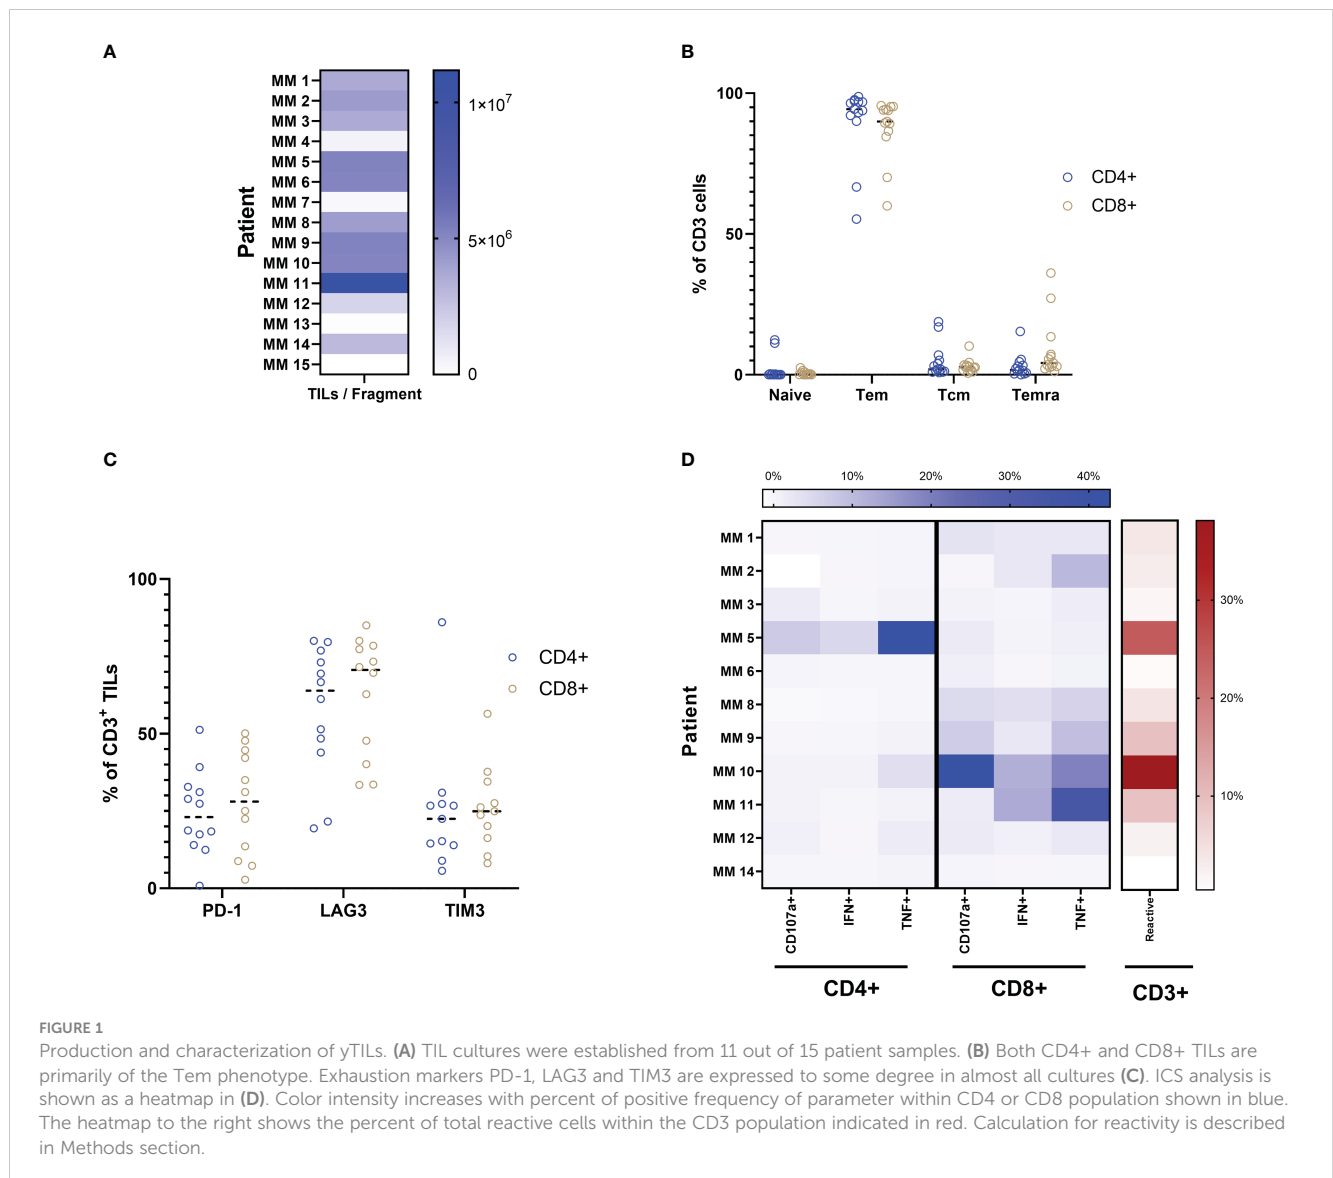 A
MM 1
MM 2
MM 3
MM 4
MM 5
MM 6
MM 7
MM 8
MM 9
MM 10
MM 11
MM 12
MM 13
MM 14
MM 15
Patient
TILs / Fragment
1×10⁷
5×10⁶
0
B
100
50
0
% of CD3 cells
Naive Tem Tcm Temra
CD4+
CD8+
C
100
50
0
% of CD3⁺ TILs
PD-1 LAG3 TIM3
CD4+
CD8+
D
0% 10% 20% 30% 40%
MM 1
MM 2
MM 3
MM 5
MM 6
MM 8
MM 9
MM 10
MM 11
MM 12
MM 14
Patient
CD107a+ IFN+ TNF+ CD107a+ IFN+ TNF+ Reactive
CD4+ CD8+ CD3+
30%
20%
10%
FIGURE 1
Production and characterization of yTILs. (A) TIL cultures were established from 11 out of 15 patient samples. (B) Both CD4+ and CD8+ TILs are
primarily of the Tem phenotype. Exhaustion markers PD-1, LAG3 and TIM3 are expressed to some degree in almost all cultures (C). ICS analysis is
shown as a heatmap in (D). Color intensity increases with percent of positive frequency of parameter within CD4 or CD8 population shown in blue.
The heatmap to the right shows the percent of total reactive cells within the CD3 population indicated in red. Calculation for reactivity is described
in Methods section.